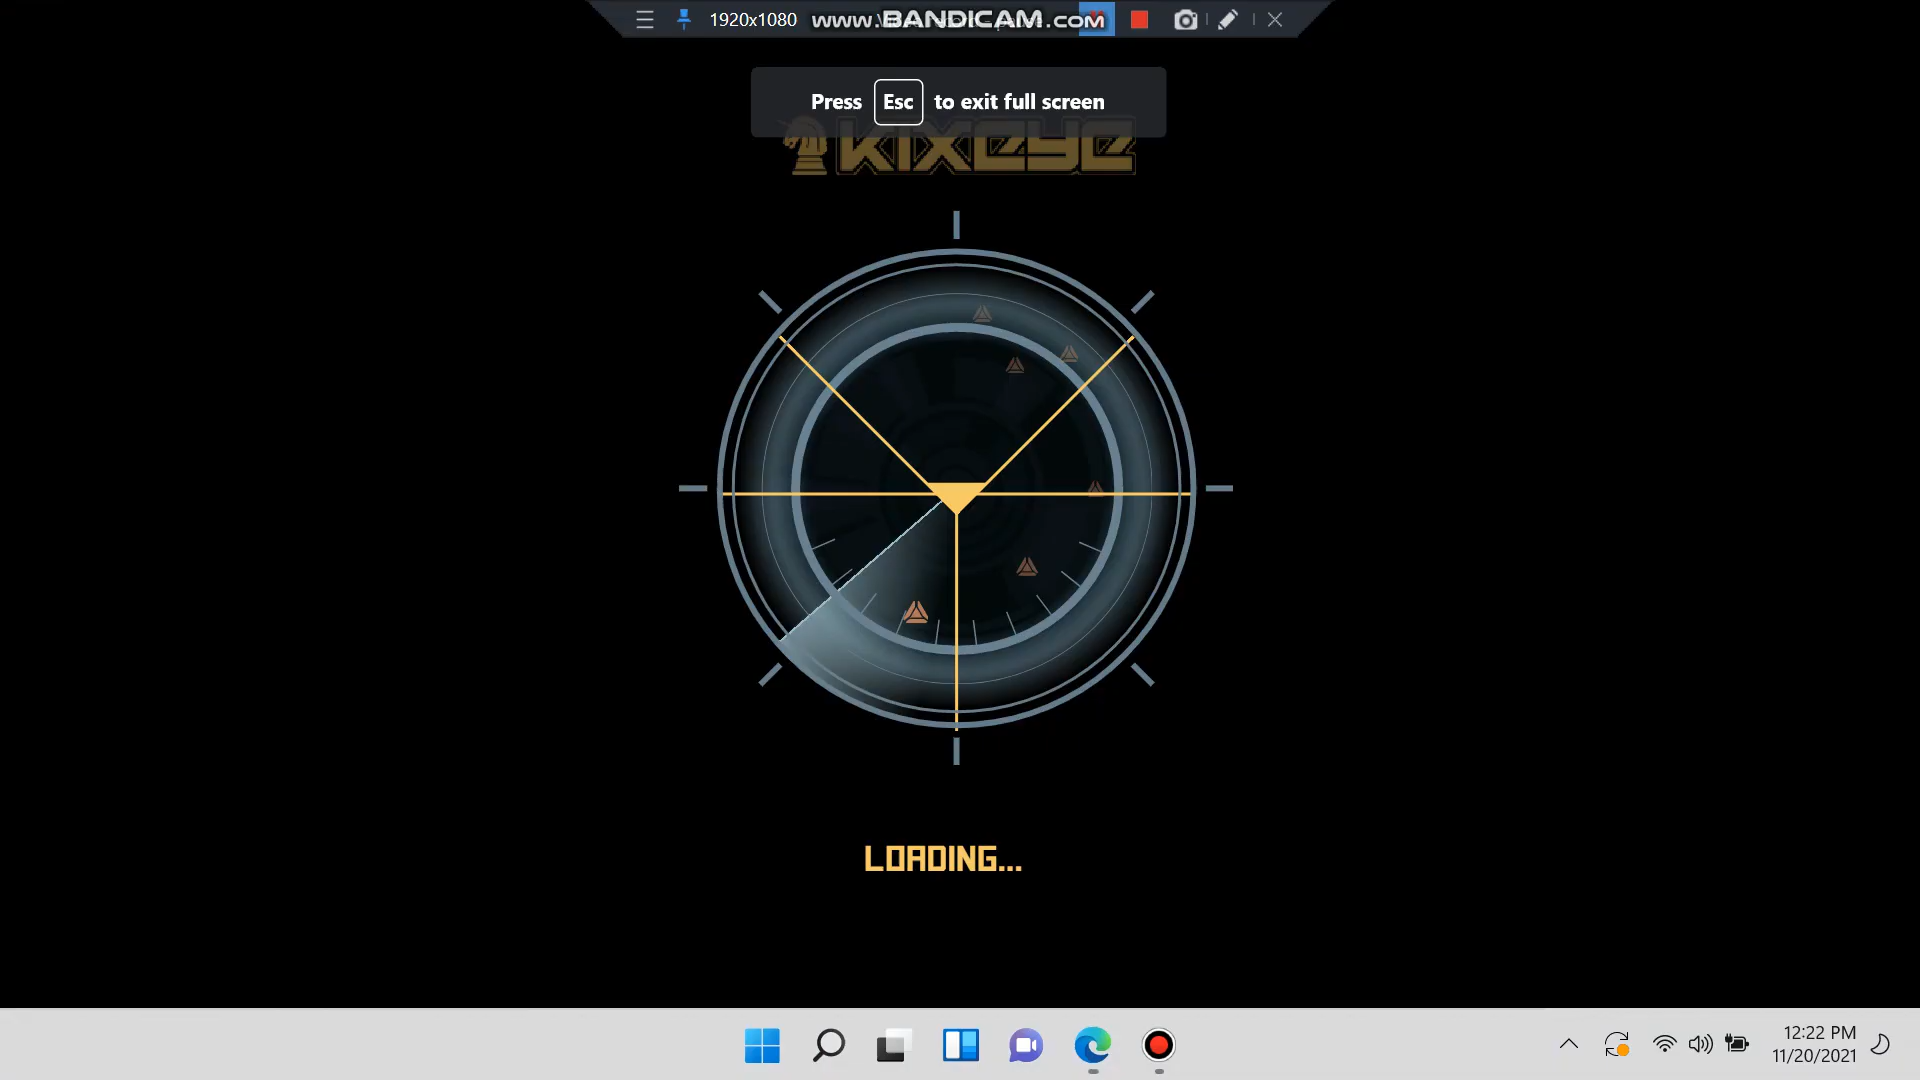 1920x1080
www.BANDICAM.com
Press Esc to exit full screen
KIXEYE
LOADING...
12:22 PM
11/20/2021